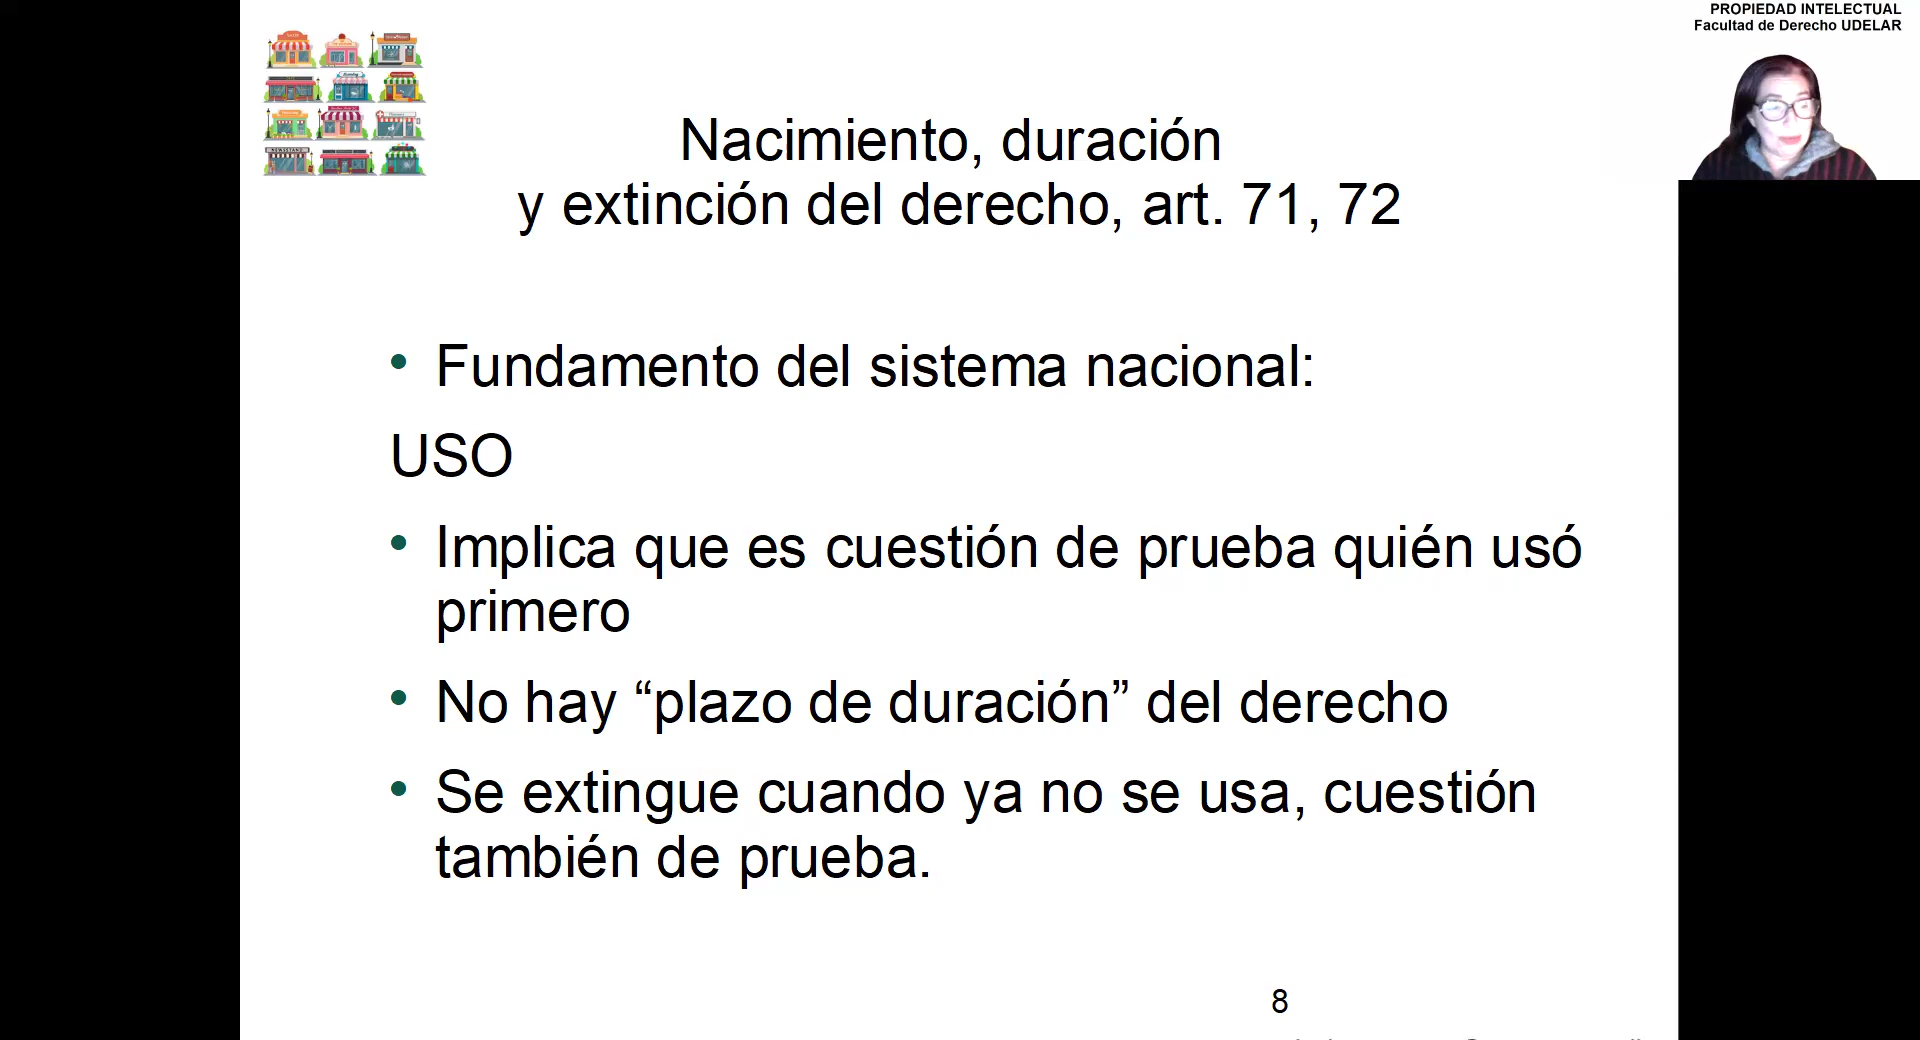 PROPIEDAD INTELECTUAL
Facultad de Derecho UDELAR
NEWSSTAND
Nacimiento, duración
y extinción del derecho, art. 71, 72
• Fundamento del sistema nacional:
USO
• Implica que es cuestión de prueba quién usó
primero
• No hay “plazo de duración” del derecho
• Se extingue cuando ya no se usa, cuestión
también de prueba.
8